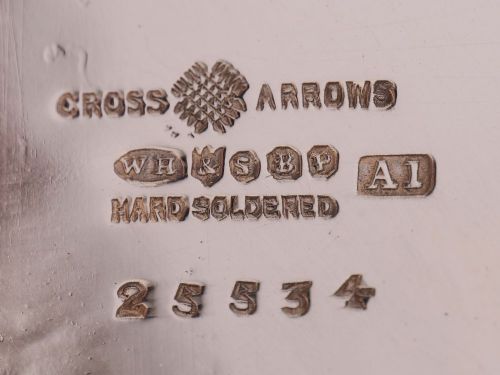 CROSS ARROWS
WH & S B P A1
HARD SOLDERED
25534